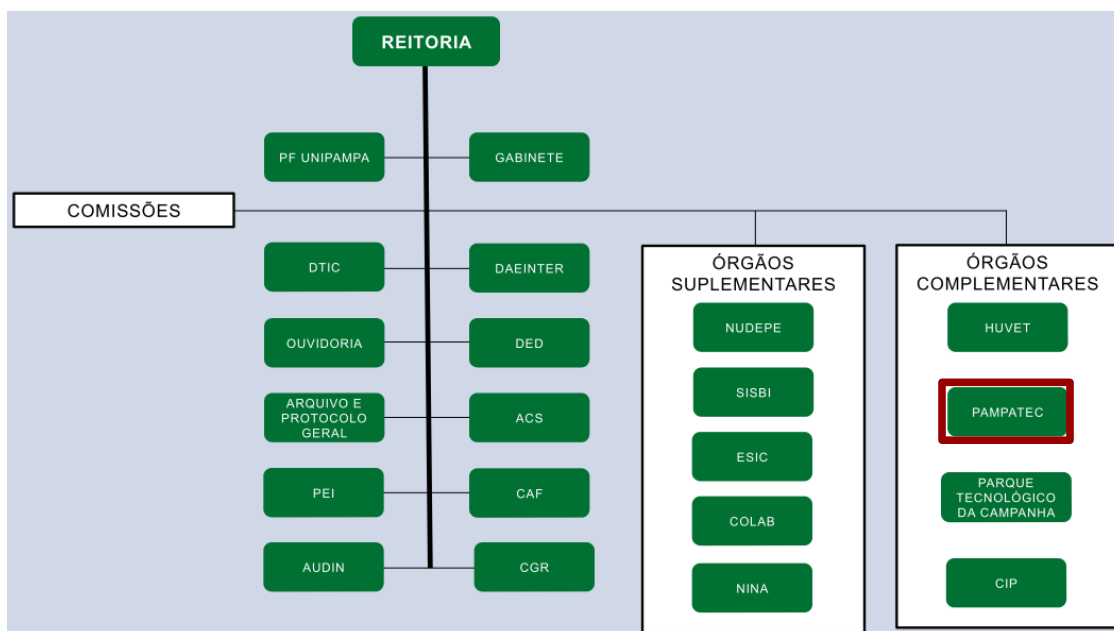 REITORIA
PF UNIPAMPA
GABINETE
COMISSÕES
DTIC
DAEINTER
OUVIDORIA
DED
ARQUIVO E
PROTOCOLO
GERAL
ACS
PEI
CAF
AUDIN
CGR
ÓRGÃOS
SUPLEMENTARES
NUDEPE
SISBI
ESIC
COLAB
NINA
ÓRGÃOS
COMPLEMENTARES
HUVET
PAMPATEC
PARQUE
TECNOLÓGICO
DA CAMPANHA
CIP